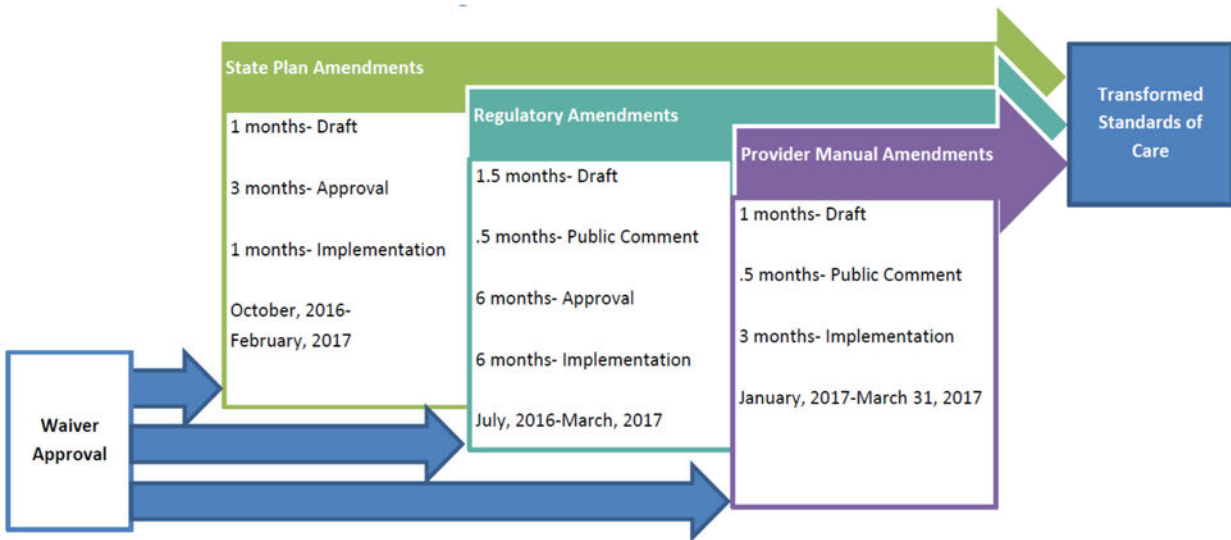 State Plan Amendments
1 months- Draft
3 months- Approval
1 months- Implementation
October, 2016-
February, 2017
Regulatory Amendments
1.5 months- Draft
.5 months- Public Comment
6 months- Approval
6 months- Implementation
July, 2016-March, 2017
Provider Manual Amendments
1 months- Draft
.5 months- Public Comment
3 months- Implementation
January, 2017-March 31, 2017
Transformed
Standards of
Care
Waiver
Approval